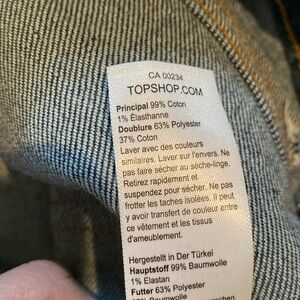 CA 00234
TOPSHOP.COM
Principal 99% Coton
1% Élasthanne
Doublure 63% Polyester
37% Coton
Laver avec des couleurs
similaires. Laver sur l'envers. Ne
pas faire sécher au sèche-linge.
Retirez rapidement et
suspendez pour sécher. Ne pas
frotter les taches isolées. Il peut
y avoir transfert de couleur entre
ce vêtement et les tissus
d'ameublement.
Hergestellt in Der Türkei
Hauptstoff 99% Baumwolle
1% Elastan
Futter 63% Polyester
Baumwolle